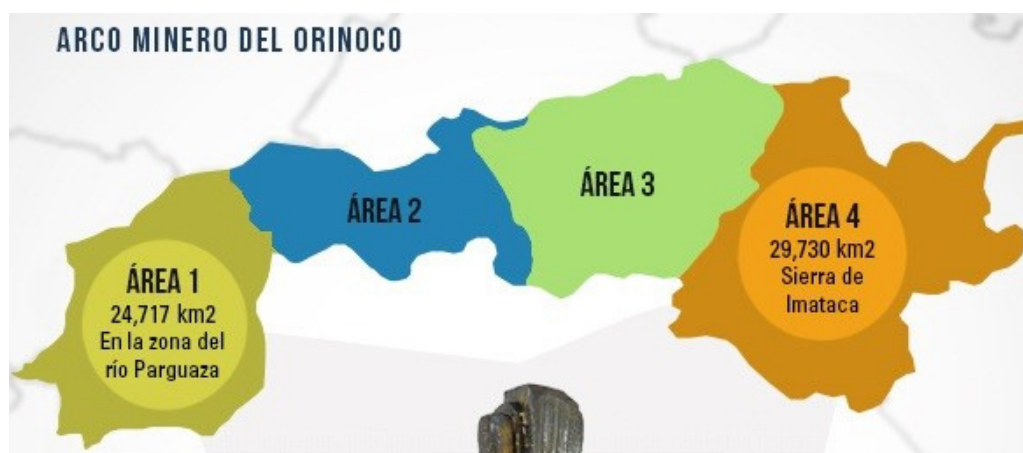 ARCO MINERO DEL ORINOCO
ÁREA 1
24,717 km2
En la zona del
río Parguaza
ÁREA 2
ÁREA 3
ÁREA 4
29,730 km2
Sierra de
Imataca